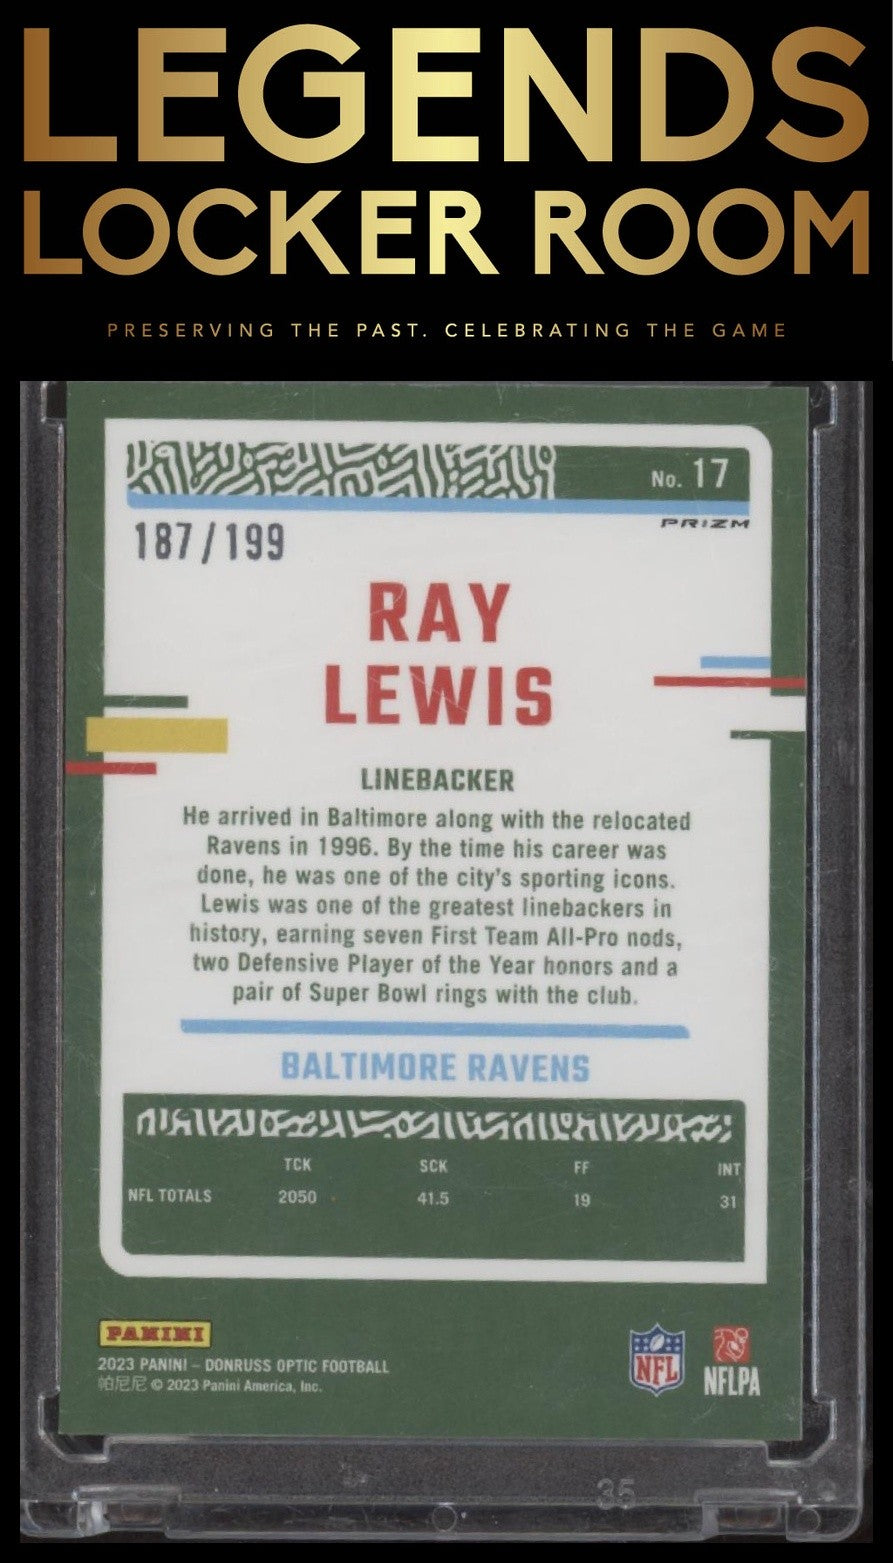 LEGENDS
LOCKER ROOM
PRESERVING THE PAST. CELEBRATING THE GAME
No. 17
PRIZM
187/199
RAY
LEWIS
LINEBACKER
He arrived in Baltimore along with the relocated
Ravens in 1996. By the time his career was
done, he was one of the city's sporting icons.
Lewis was one of the greatest linebackers in
history, earning seven First Team All-Pro nods,
two Defensive Player of the Year honors and a
pair of Super Bowl rings with the club.
BALTIMORE RAVENS
TCK SCK FF INT
NFL TOTALS 2050 41.5 19 31
PANINI
2023 PANINI – DONRUSS OPTIC FOOTBALL
帕尼尼 © 2023 Panini America, Inc.
NFL
NFLPA
35